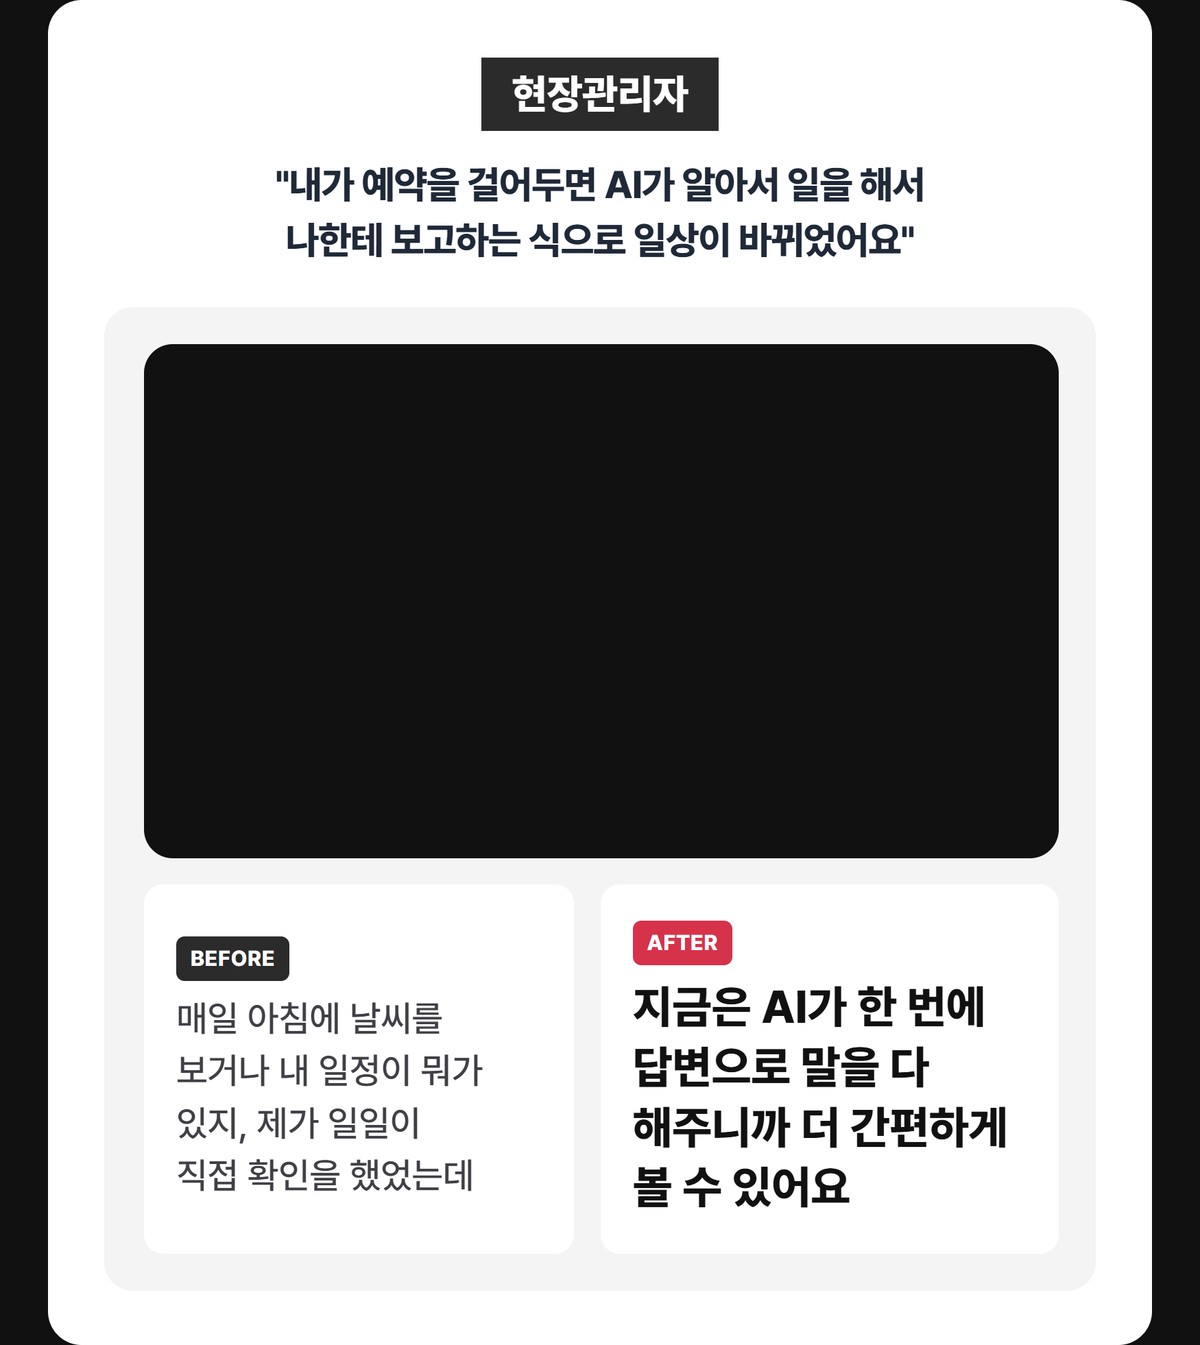 현장관리자
"내가 예약을 걸어두면 AI가 알아서 일을 해서
나한테 보고하는 식으로 일상이 바뀌었어요"
BEFORE
매일 아침에 날씨를
보거나 내 일정이 뭐가
있지, 제가 일일이
직접 확인을 했었는데
AFTER
지금은 AI가 한 번에
답변으로 말을 다
해주니까 더 간편하게
볼 수 있어요